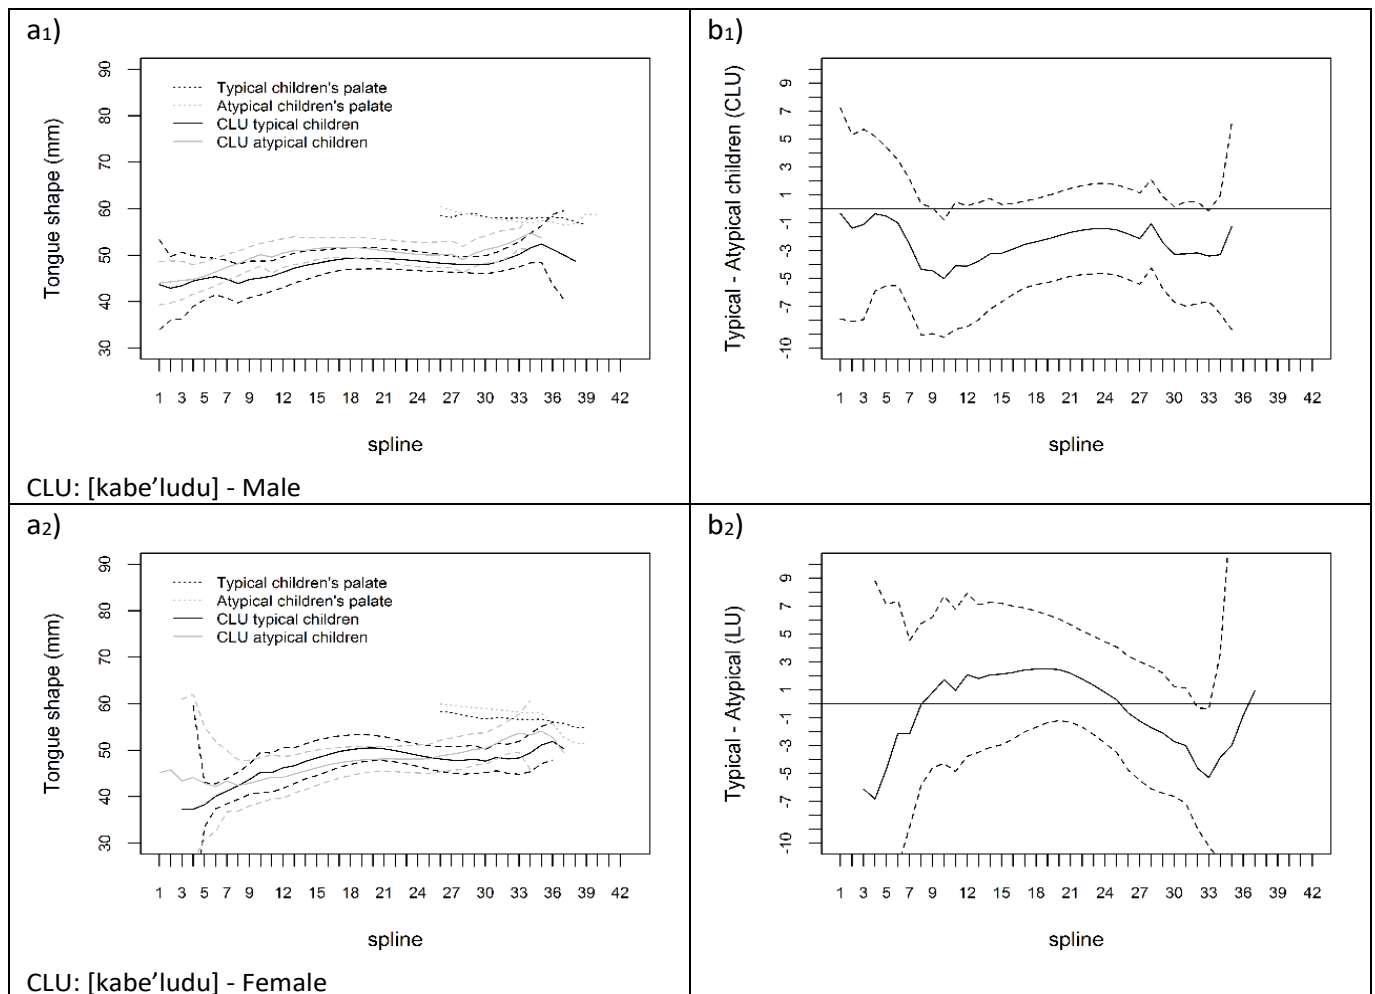 a1)
90
80
70
60
50
40
30
Tongue shape (mm)
Typical children's palate
Atypical children's palate
CLU typical children
CLU atypical children
1 3 5 7 9 12 15 18 21 24 27 30 33 36 39 42
spline
CLU: [kabe’ludu] - Male
b1)
9
7
5
3
1
-1
-3
-5
-7
-10
Typical - Atypical children (CLU)
1 3 5 7 9 12 15 18 21 24 27 30 33 36 39 42
spline
a2)
90
80
70
60
50
40
30
Tongue shape (mm)
Typical children's palate
Atypical children's palate
CLU typical children
CLU atypical children
1 3 5 7 9 12 15 18 21 24 27 30 33 36 39 42
spline
CLU: [kabe’ludu] - Female
b2)
9
7
5
3
1
-1
-3
-5
-7
-10
Typical - Atypical (LU)
1 3 5 7 9 12 15 18 21 24 27 30 33 36 39 42
spline